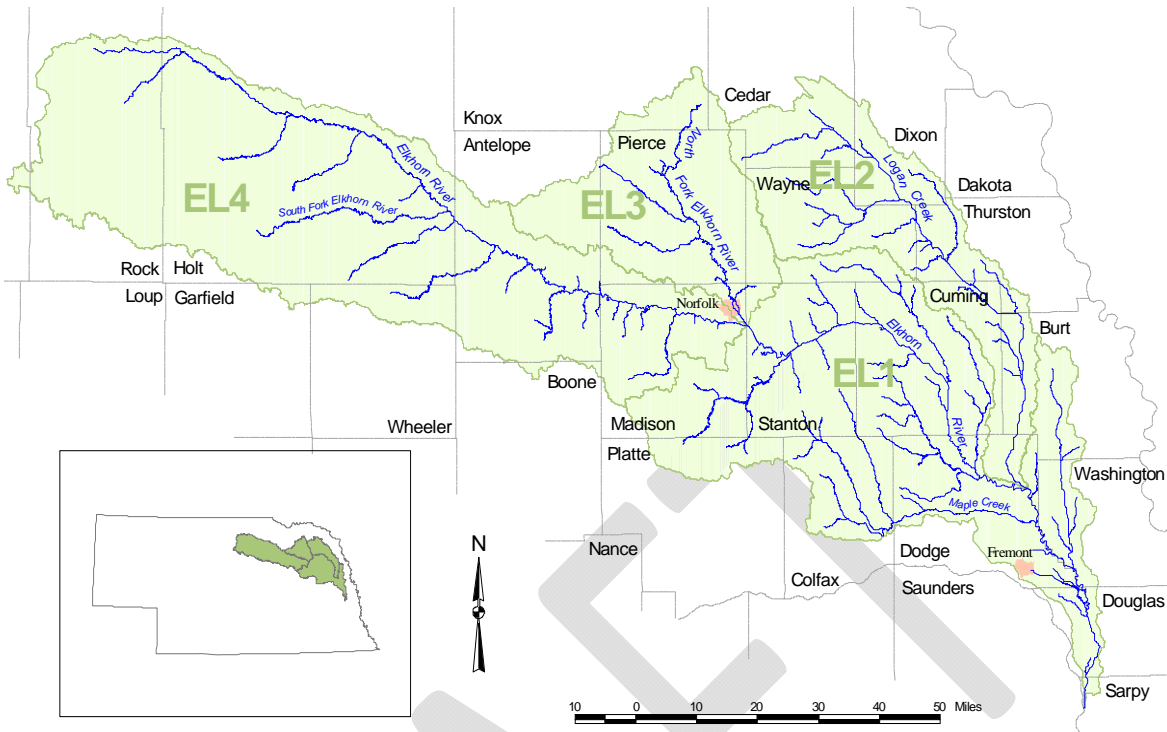 Knox
Antelope
Cedar
Pierce
Dixon
Wayne
Dakota
Thurston
EL4
EL3
EL2
EL1
Elkhorn River
South Fork Elkhorn River
North
Fork Elkhorn River
Logan Creek
Rock
Holt
Loup
Garfield
Norfolk
Cuming
Burt
Elkhorn
River
Boone
Wheeler
Madison
Stanton
Platte
Washington
Maple Creek
Nance
Dodge
Fremont
Colfax
Saunders
Douglas
Sarpy
N
10 0 10 20 30 40 50 Miles